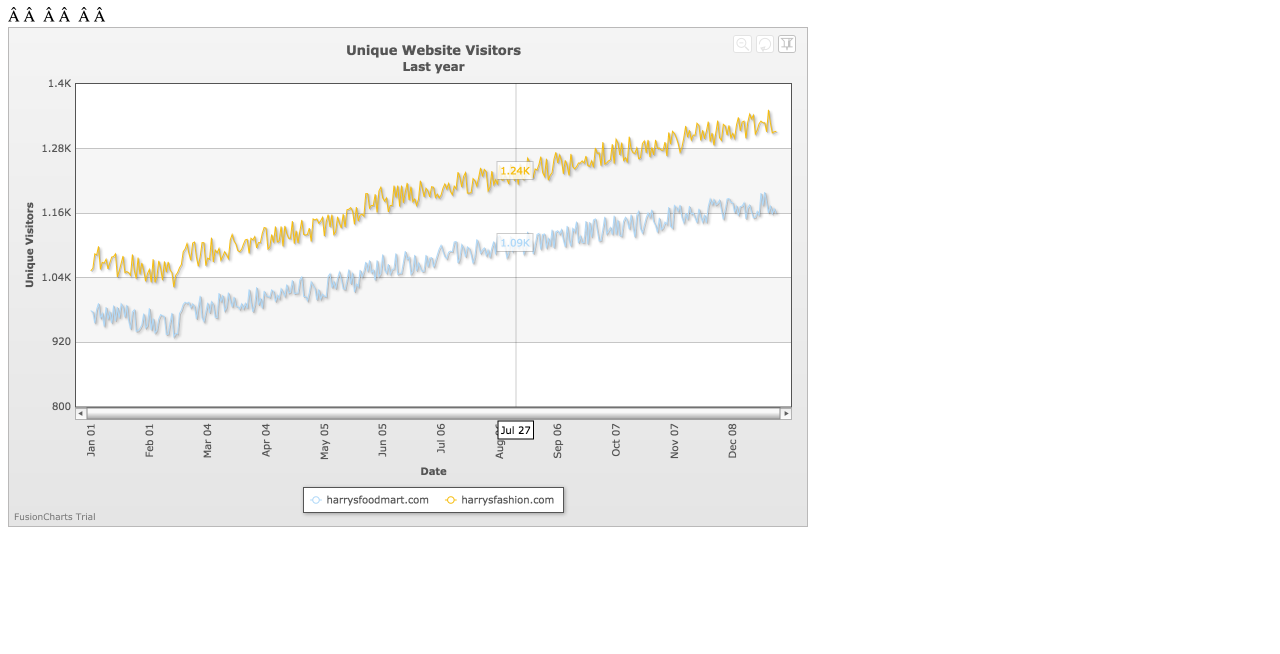 Â Â  Â Â  Â Â
Unique Website Visitors
Last year
1.4K
1.28K
1.16K
1.04K
920
800
Unique Visitors
1.24K
1.09K
Jan 01
Feb 01
Mar 04
Apr 04
May 05
Jun 05
Jul 06
Aug
Jul 27
Sep 06
Oct 07
Nov 07
Dec 08
Date
harrysfoodmart.com harrysfashion.com
FusionCharts Trial